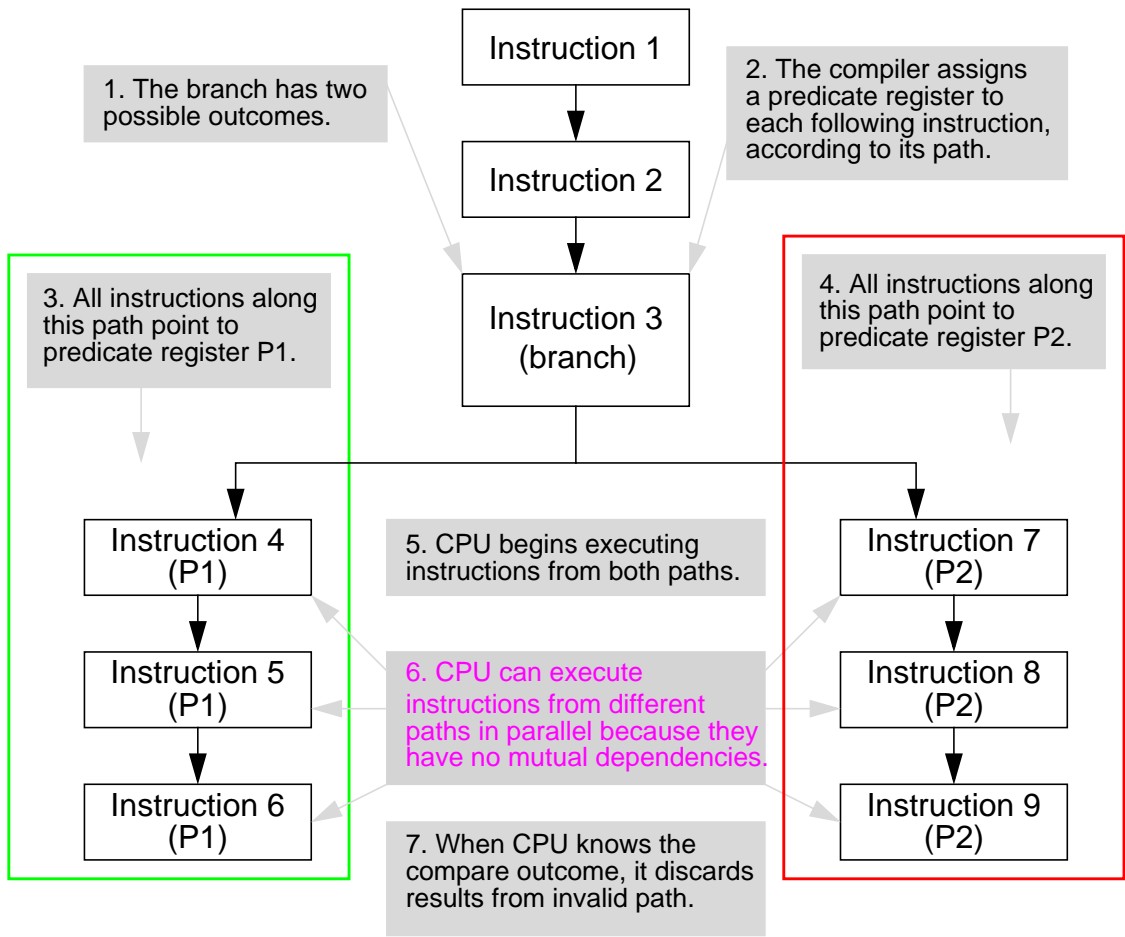 Instruction 1
1. The branch has two
possible outcomes.
2. The compiler assigns
a predicate register to
each following instruction,
according to its path.
Instruction 2
Instruction 3
(branch)
3. All instructions along
this path point to
predicate register P1.
4. All instructions along
this path point to
predicate register P2.
Instruction 4
(P1)
5. CPU begins executing
instructions from both paths.
Instruction 7
(P2)
Instruction 5
(P1)
6. CPU can execute
instructions from different
paths in parallel because they
have no mutual dependencies.
Instruction 8
(P2)
Instruction 6
(P1)
Instruction 9
(P2)
7. When CPU knows the
compare outcome, it discards
results from invalid path.